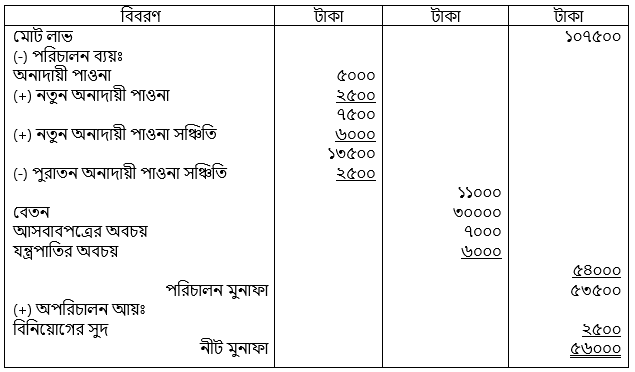 বিবরণ টাকা টাকা টাকা
মোট লাভ ১০৭৫০০
(-) পরিচালন ব্যয়ঃ
অনাদায়ী পাওনা ৫০০০
(+) নতুন অনাদায়ী পাওনা ২৫০০
৭৫০০
(+) নতুন অনাদায়ী পাওনা সঞ্চিতি ৬০০০
১৩৫০০
(-) পুরাতন অনাদায়ী পাওনা সঞ্চিতি ২৫০০
১১০০০
বেতন ৩০০০০
আসবাবপত্রের অবচয় ৭০০০
যন্ত্রপাতির অবচয় ৬০০০
৫৪০০০
পরিচালন মুনাফা ৫৩৫০০
(+) অপরিচালন আয়ঃ
বিনিয়োগের সুদ ২৫০০
নীট মুনাফা ৫৬০০০